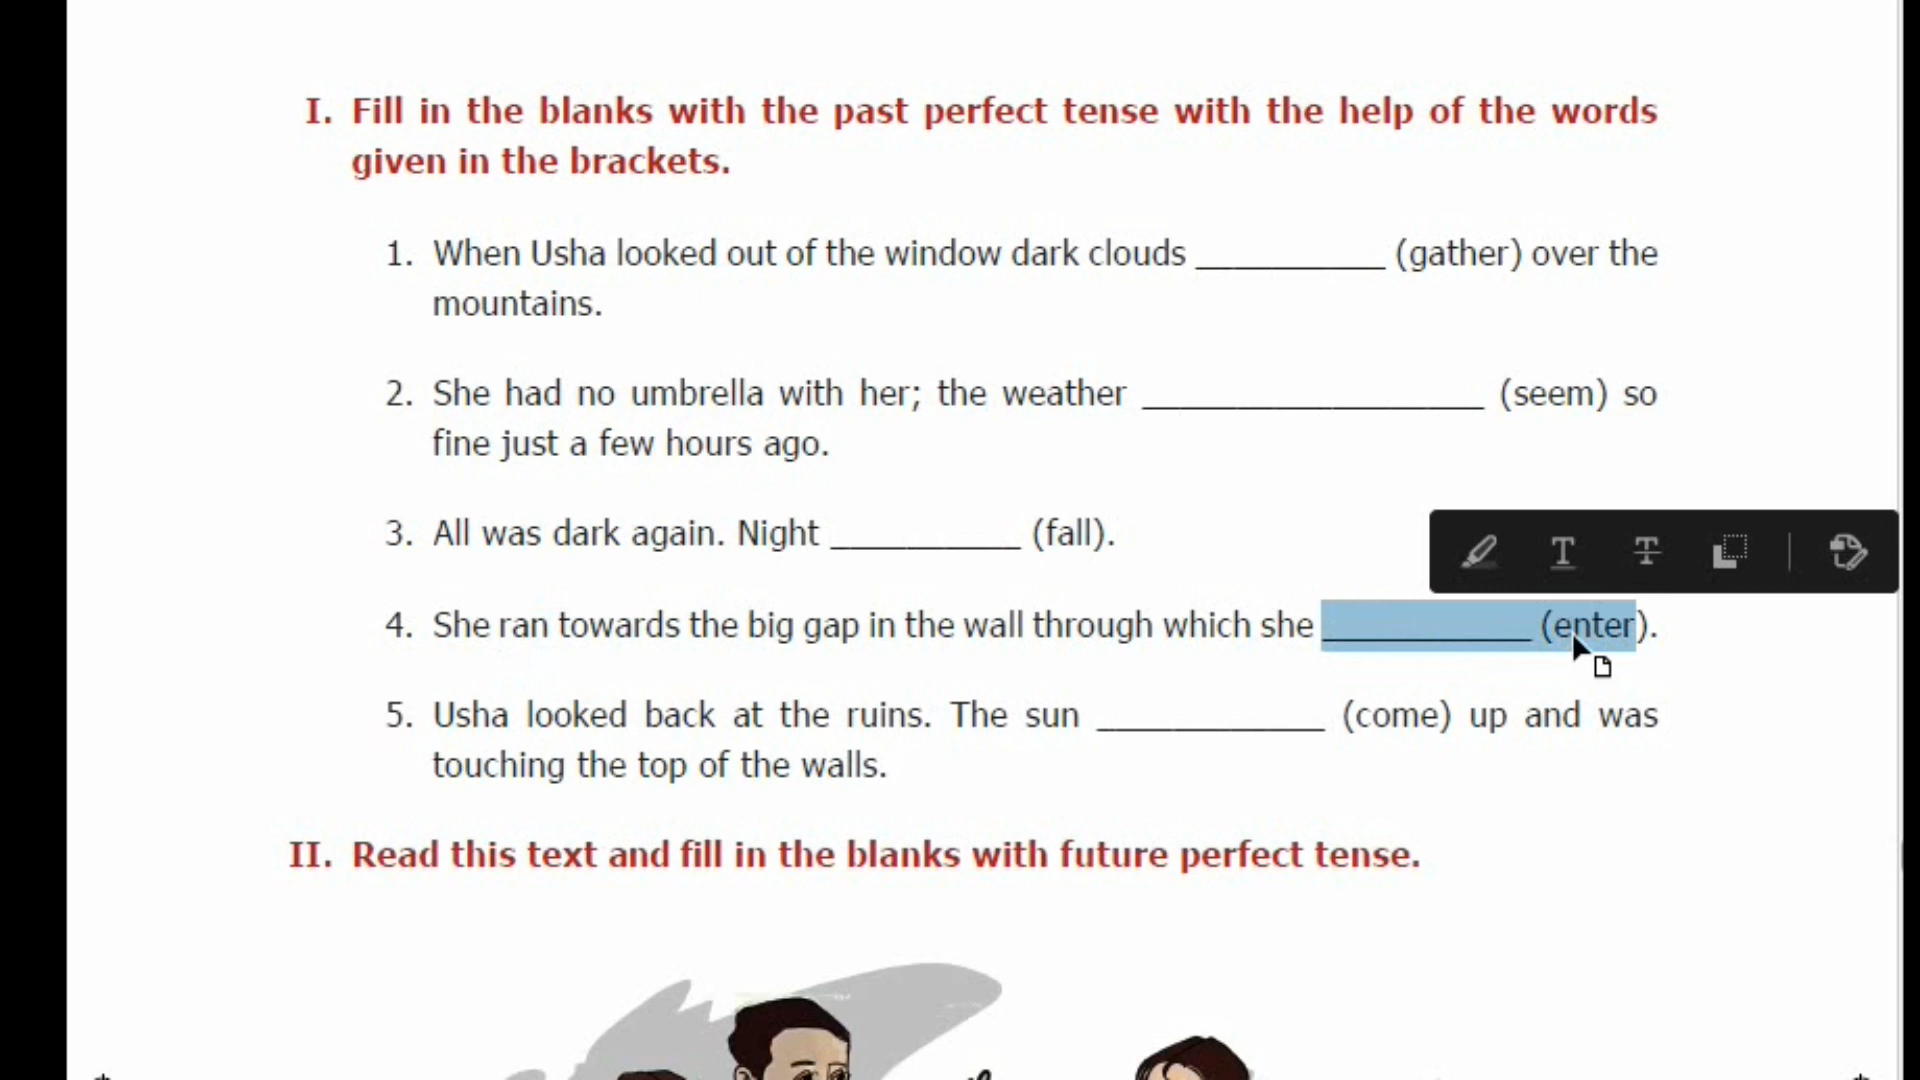 I. Fill in the blanks with the past perfect tense with the help of the words
given in the brackets.
1. When Usha looked out of the window dark clouds __________ (gather) over the
mountains.
2. She had no umbrella with her; the weather __________________ (seem) so
fine just a few hours ago.
3. All was dark again. Night __________ (fall).
4. She ran towards the big gap in the wall through which she ___________ (enter).
5. Usha looked back at the ruins. The sun ____________ (come) up and was
touching the top of the walls.
II. Read this text and fill in the blanks with future perfect tense.